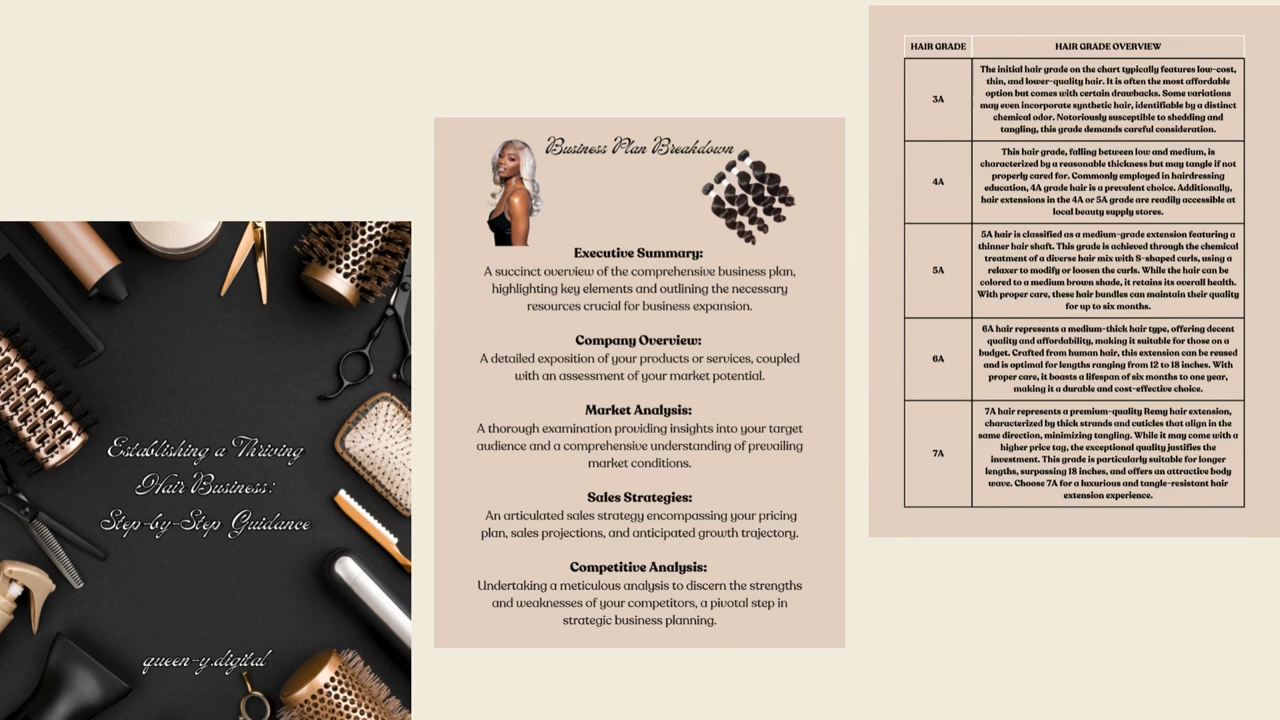 Establishing a Thriving
Hair Business:
Step-by-Step Guidance
queen-y.digital
Business Plan Breakdown
Executive Summary:
A succinct overview of the comprehensive business plan,
highlighting key elements and outlining the necessary
resources crucial for business expansion.
Company Overview:
A detailed exposition of your products or services, coupled
with an assessment of your market potential.
Market Analysis:
A thorough examination providing insights into your target
audience and a comprehensive understanding of prevailing
market conditions.
Sales Strategies:
An articulated sales strategy encompassing your pricing
plan, sales projections, and anticipated growth trajectory.
Competitive Analysis:
Undertaking a meticulous analysis to discern the strengths
and weaknesses of your competitors, a pivotal step in
strategic business planning.
HAIR GRADE
HAIR GRADE OVERVIEW
3A
The initial hair grade on the chart typically features low-cost,
thin, and lower-quality hair. It is often the most affordable
option but comes with certain drawbacks. Some variations
may even incorporate synthetic hair, identifiable by a distinct
chemical odor. Notoriously susceptible to shedding and
tangling, this grade demands careful consideration.
4A
This hair grade, falling between low and medium, is
characterized by a reasonable thickness but may tangle if not
properly cared for. Commonly employed in hairdressing
education, 4A grade hair is a prevalent choice. Additionally,
hair extensions in the 4A or 5A grade are readily accessible at
local beauty supply stores.
5A
5A hair is classified as a medium-grade extension featuring a
thinner hair shaft. This grade is achieved through the chemical
treatment of a diverse hair mix with S-shaped curls, using a
relaxer to modify or loosen the curls. While the hair can be
colored to a medium brown shade, it retains its overall health.
With proper care, these hair bundles can maintain their quality
for up to six months.
6A
6A hair represents a medium-thick hair type, offering decent
quality and affordability, making it suitable for those on a
budget. Crafted from human hair, this extension can be reused
and is optimal for lengths ranging from 12 to 18 inches. With
proper care, it boasts a lifespan of six months to one year,
making it a durable and cost-effective choice.
7A
7A hair represents a premium-quality Remy hair extension,
characterized by thick strands and cuticles that align in the
same direction, minimizing tangling. While it may come with a
higher price tag, the exceptional quality justifies the
investment. This grade is particularly suitable for longer
lengths, surpassing 18 inches, and offers an attractive body
wave. Choose 7A for a luxurious and tangle-resistant hair
extension experience.